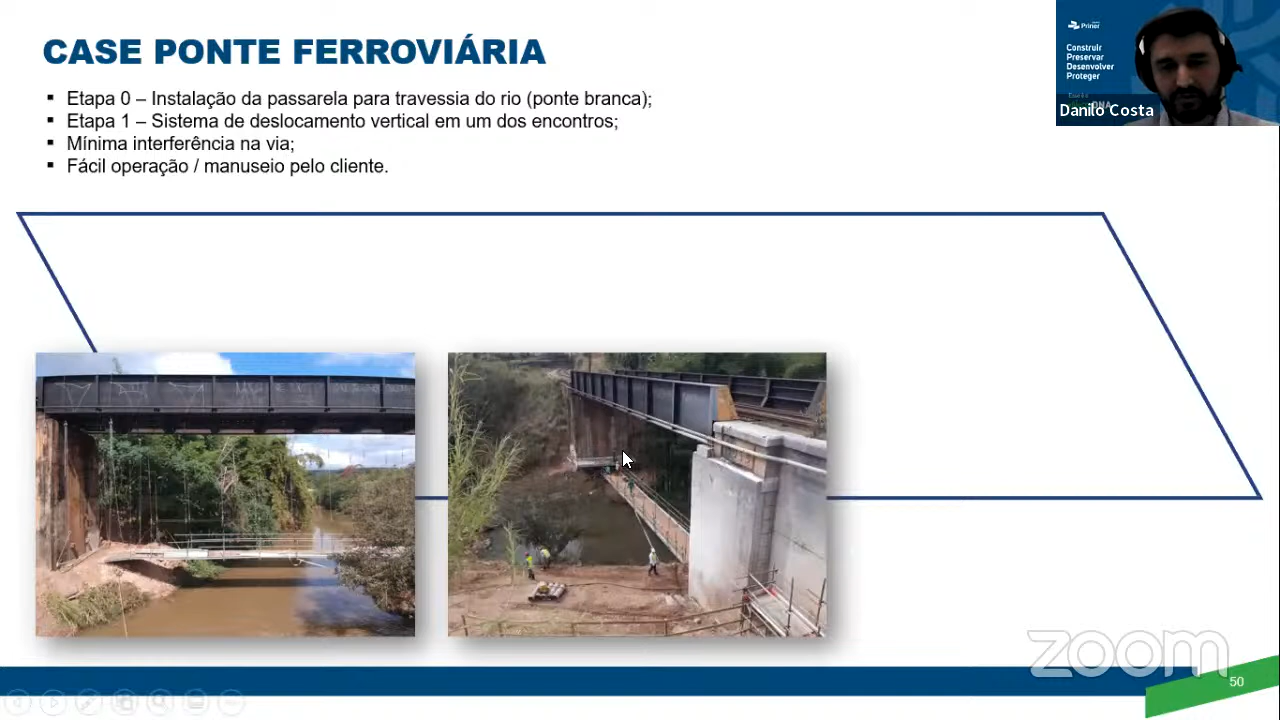 CASE PONTE FERROVIÁRIA
▪ Etapa 0 – Instalação da passarela para travessia do rio (ponte branca);
▪ Etapa 1 – Sistema de deslocamento vertical em um dos encontros;
▪ Mínima interferência na via;
▪ Fácil operação / manuseio pelo cliente.
Priner
Construir
Preservar
Desenvolver
Proteger
Danilo Costa
zoom
50